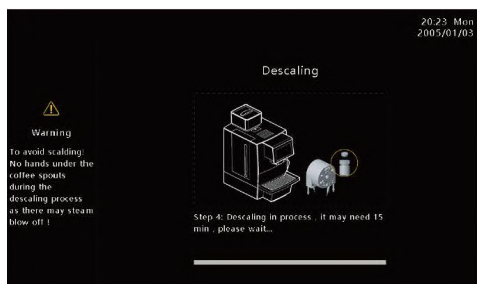 20:23 Mon
2005/01/03
Descaling
Warning
To avoid scalding:
No hands under the
coffee spouts
during the
descaling process
as there may steam
blow off !
Step 4: Descaling in process , it may need 15
min , please wait...